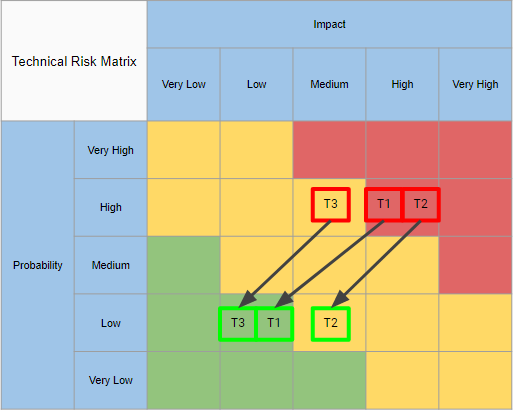 Technical Risk Matrix
Impact
Very Low
Low
Medium
High
Very High
Probability
Very High
High
T3
T1
T2
Medium
Low
T3
T1
T2
Very Low